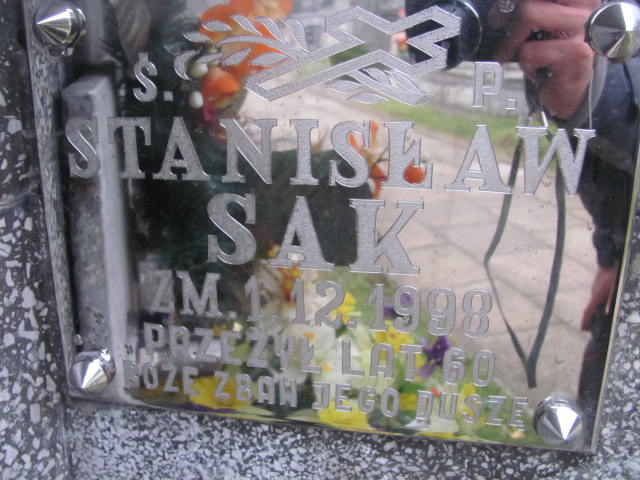 Ś. P.
STANISŁAW
SAK
ZM. 1.12.1998
PRZEŻYŁ LAT 60
BOŻE ZBAW JEGO DUSZĘ